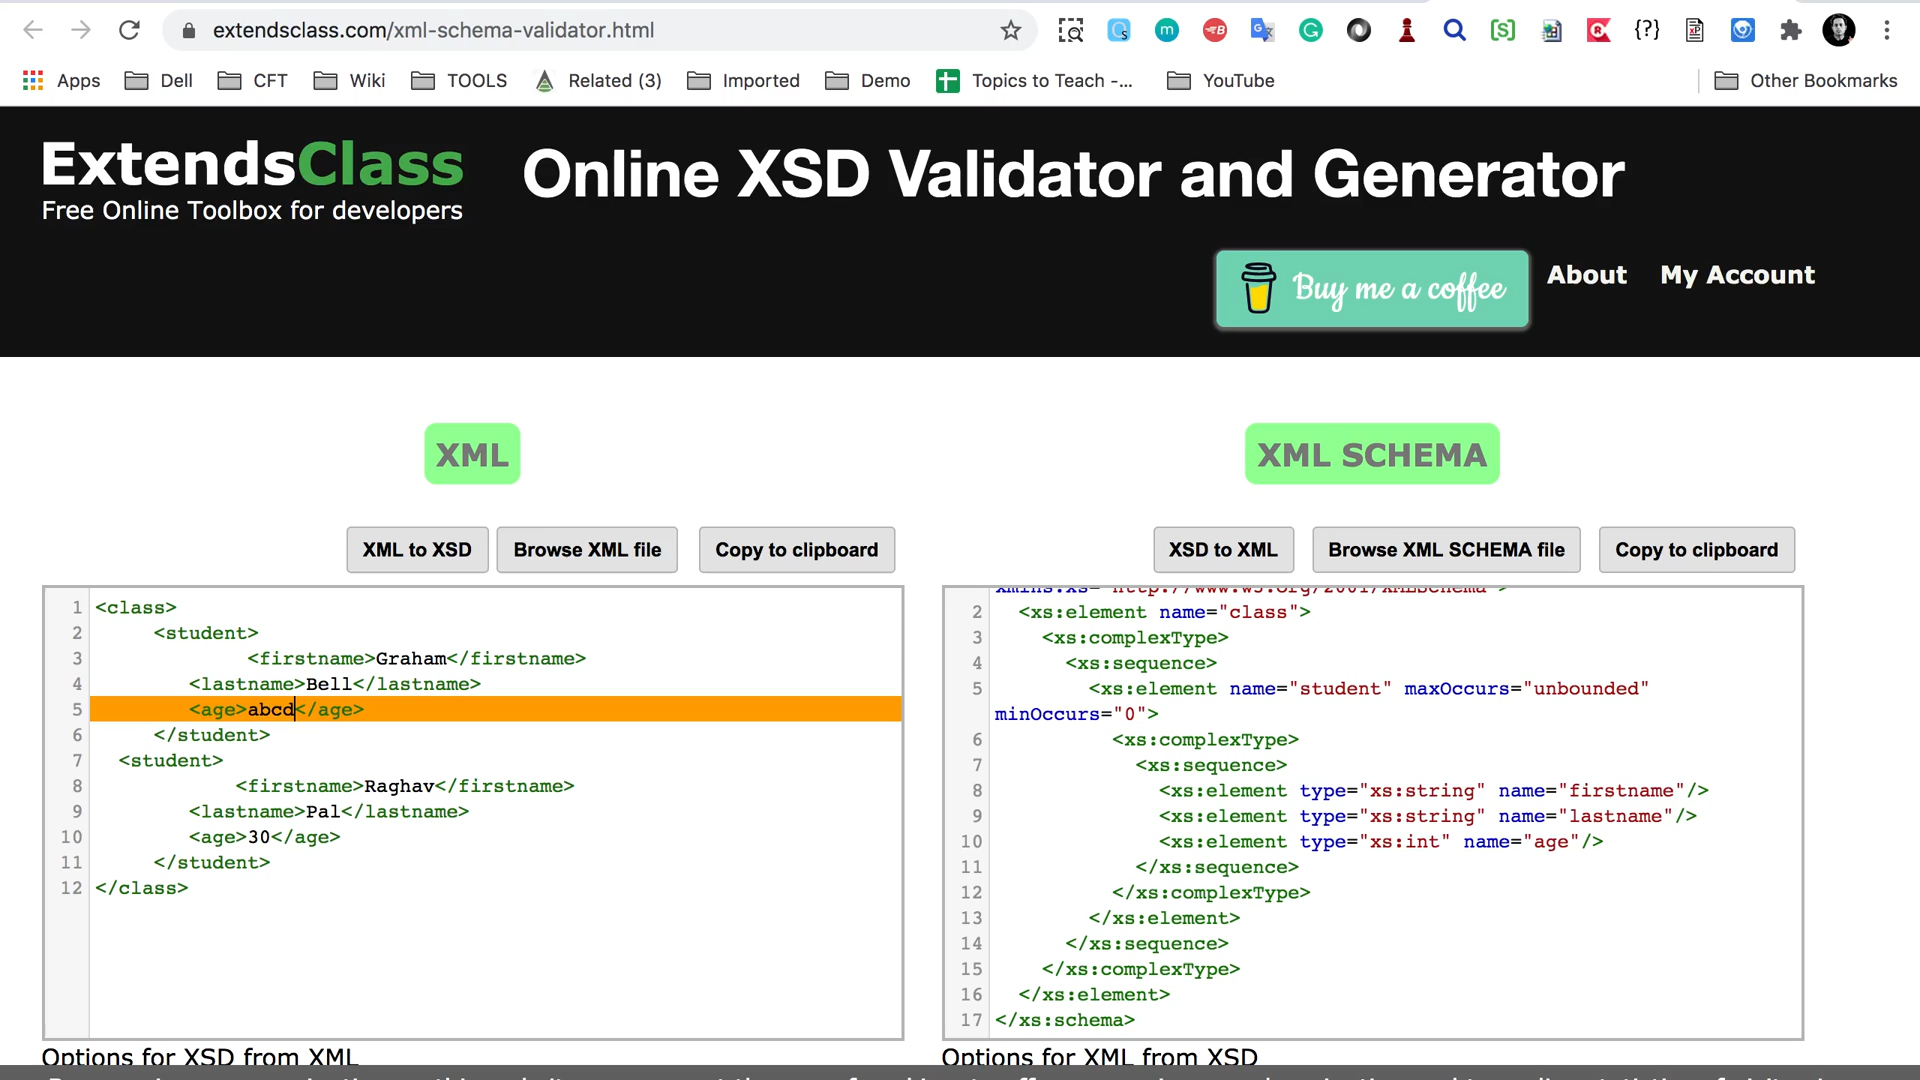 extendsclass.com/xml-schema-validator.html
Apps Dell CFT Wiki TOOLS Related (3) Imported Demo Topics to Teach -... YouTube Other Bookmarks
ExtendsClass
Free Online Toolbox for developers
Online XSD Validator and Generator
Buy me a coffee About My Account
XML
XML to XSD Browse XML file Copy to clipboard
1 <class>
2 <student>
3 <firstname>Graham</firstname>
4 <lastname>Bell</lastname>
5 <age>abcd</age>
6 </student>
7 <student>
8 <firstname>Raghav</firstname>
9 <lastname>Pal</lastname>
10 <age>30</age>
11 </student>
12 </class>
Options for XSD from XML
XML SCHEMA
XSD to XML Browse XML SCHEMA file Copy to clipboard
xmlns:xs="http://www.w3.org/2001/XMLSchema">
2 <xs:element name="class">
3 <xs:complexType>
4 <xs:sequence>
5 <xs:element name="student" maxOccurs="unbounded"
minOccurs="0">
6 <xs:complexType>
7 <xs:sequence>
8 <xs:element type="xs:string" name="firstname"/>
9 <xs:element type="xs:string" name="lastname"/>
10 <xs:element type="xs:int" name="age"/>
11 </xs:sequence>
12 </xs:complexType>
13 </xs:element>
14 </xs:sequence>
15 </xs:complexType>
16 </xs:element>
17 </xs:schema>
Options for XML from XSD